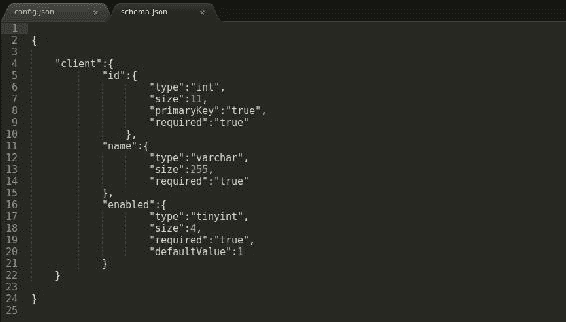 config.json × schema.json ×
1
2 {
3
4 "client":{
5 "id":{
6 "type":"int",
7 "size":11,
8 "primaryKey":"true",
9 "required":"true"
10 },
11 "name":{
12 "type":"varchar",
13 "size":255,
14 "required":"true"
15 },
16 "enabled":{
17 "type":"tinyint",
18 "size":4,
19 "required":"true",
20 "defaultValue":1
21 }
22 }
23
24 }
25